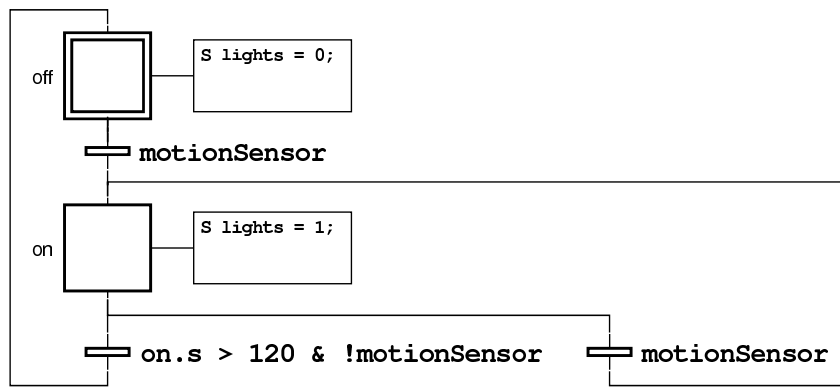 S lights = 0;
off
motionSensor
S lights = 1;
on
on.s > 120 & !motionSensor
motionSensor